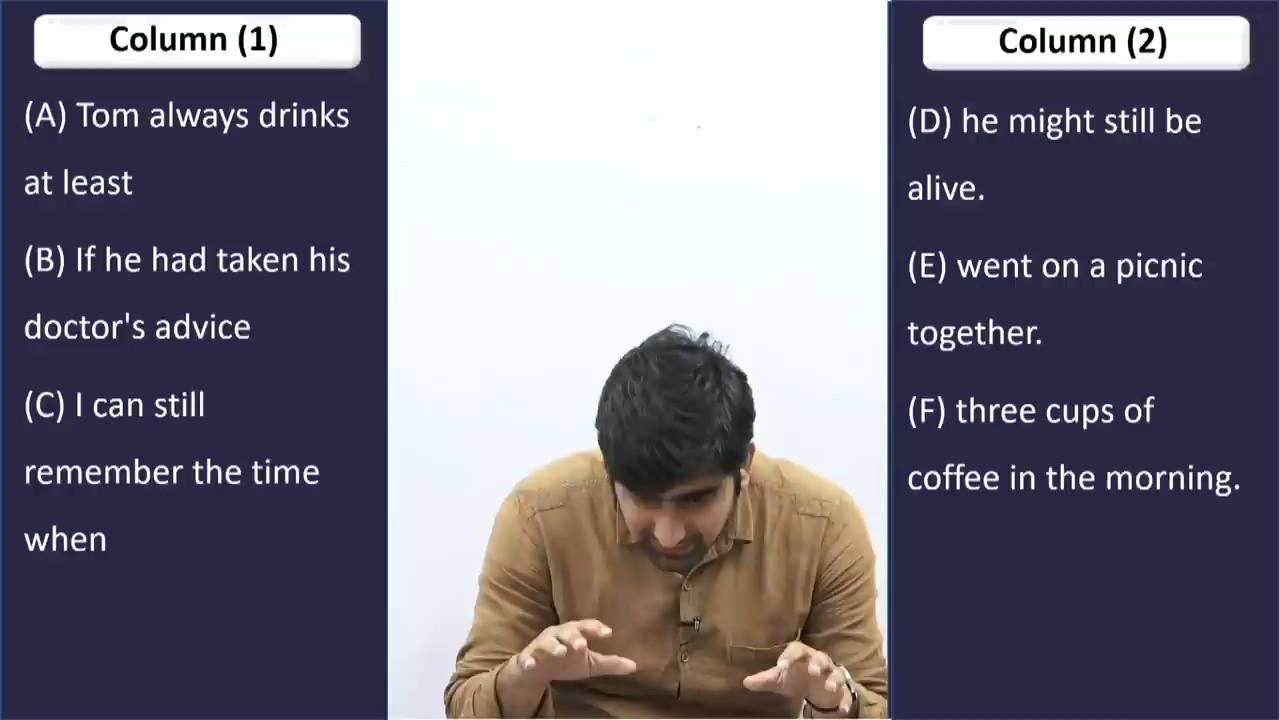 Column (1)
(A) Tom always drinks
at least
(B) If he had taken his
doctor's advice
(C) I can still
remember the time
when
Column (2)
(D) he might still be
alive.
(E) went on a picnic
together.
(F) three cups of
coffee in the morning.